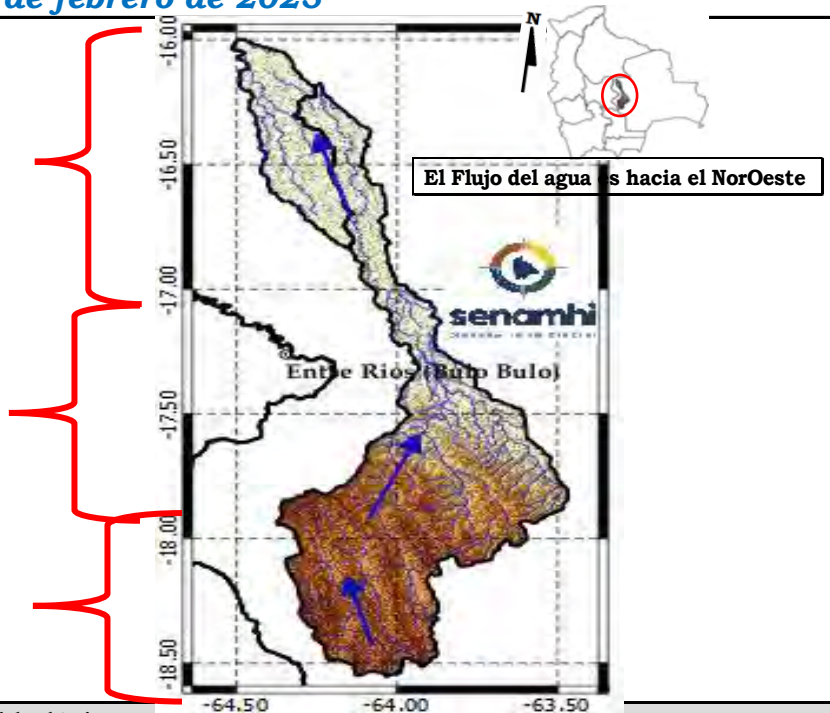 de febrero de 2025
N
El Flujo del agua es hacia el NorOeste
-16.00
-16.50
-17.00
senamhi
Entre Rios (Bulo Bulo)
-17.50
-18.00
-18.50
-64.50 -64.00 -63.50